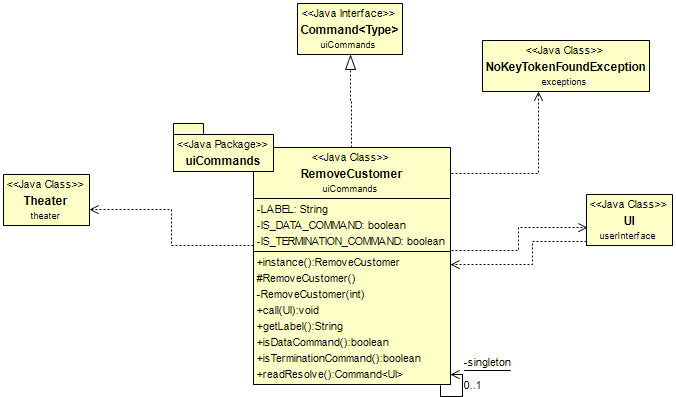 <<Java Interface>>
Command<Type>
uiCommands
<<Java Class>>
NoKeyTokenFoundException
exceptions
<<Java Package>>
uiCommands
<<Java Class>>
RemoveCustomer
uiCommands
<<Java Class>>
Theater
theater
<<Java Class>>
UI
userInterface
-LABEL: String
-IS_DATA_COMMAND: boolean
-IS_TERMINATION_COMMAND: boolean
+instance():RemoveCustomer
#RemoveCustomer()
-RemoveCustomer(int)
+call(UI):void
+getLabel():String
+isDataCommand():boolean
+isTerminationCommand():boolean
+readResolve():Command<UI>
-singleton
0..1